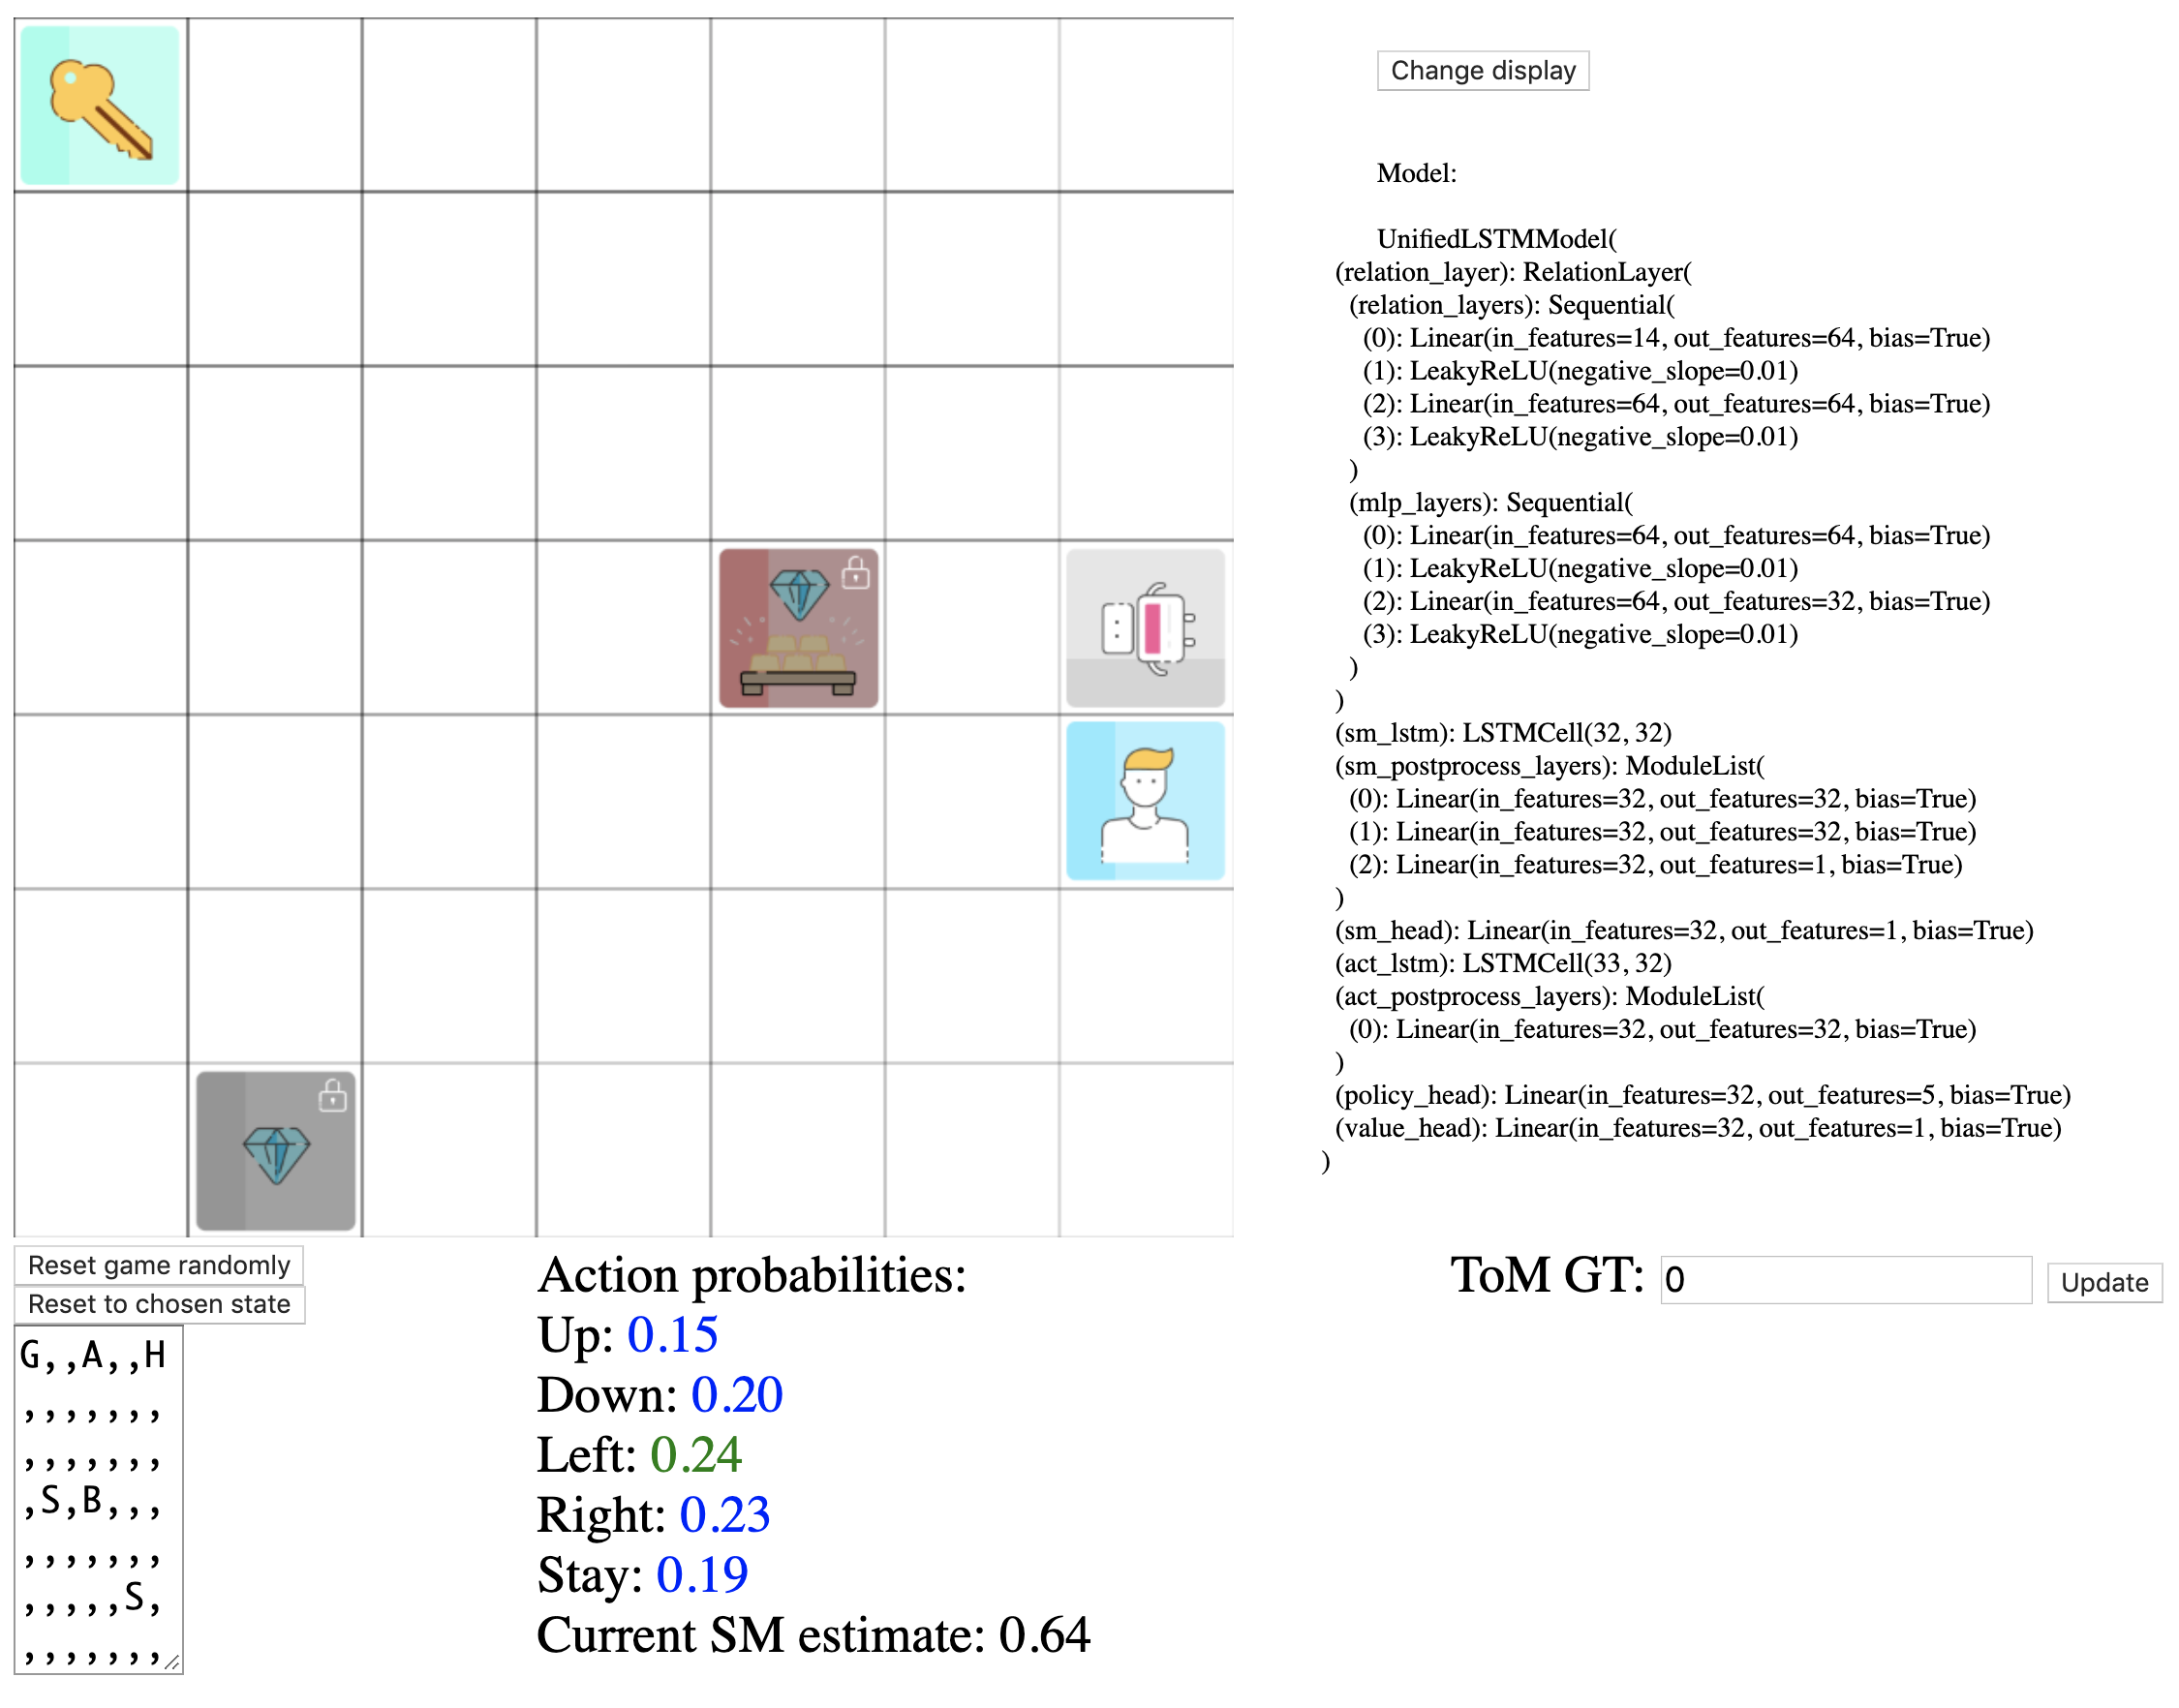 Change display
Model:
UnifiedLSTMModel(
(relation_layer): RelationLayer(
(relation_layers): Sequential(
(0): Linear(in_features=14, out_features=64, bias=True)
(1): LeakyReLU(negative_slope=0.01)
(2): Linear(in_features=64, out_features=64, bias=True)
(3): LeakyReLU(negative_slope=0.01)
)
(mlp_layers): Sequential(
(0): Linear(in_features=64, out_features=64, bias=True)
(1): LeakyReLU(negative_slope=0.01)
(2): Linear(in_features=64, out_features=32, bias=True)
(3): LeakyReLU(negative_slope=0.01)
)
)
(sm_lstm): LSTMCell(32, 32)
(sm_postprocess_layers): ModuleList(
(0): Linear(in_features=32, out_features=32, bias=True)
(1): Linear(in_features=32, out_features=32, bias=True)
(2): Linear(in_features=32, out_features=1, bias=True)
)
(sm_head): Linear(in_features=32, out_features=1, bias=True)
(act_lstm): LSTMCell(33, 32)
(act_postprocess_layers): ModuleList(
(0): Linear(in_features=32, out_features=32, bias=True)
)
(policy_head): Linear(in_features=32, out_features=5, bias=True)
(value_head): Linear(in_features=32, out_features=1, bias=True)
)
Reset game randomly
Reset to chosen state
G,,A,,H
,,,,,,,
,,,,,,,
,S,B,,,
,,,,,,,
,,,,,S,
,,,,,,,
Action probabilities:
Up: 0.15
Down: 0.20
Left: 0.24
Right: 0.23
Stay: 0.19
Current SM estimate: 0.64
ToM GT: 0
Update